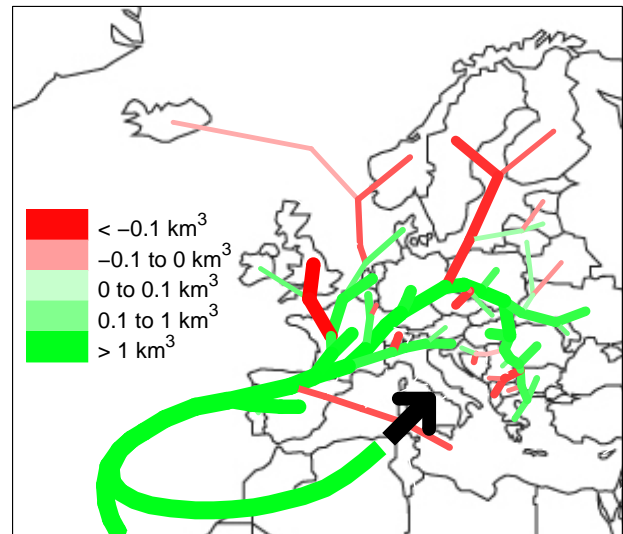 < −0.1 km³
−0.1 to 0 km³
0 to 0.1 km³
0.1 to 1 km³
> 1 km³